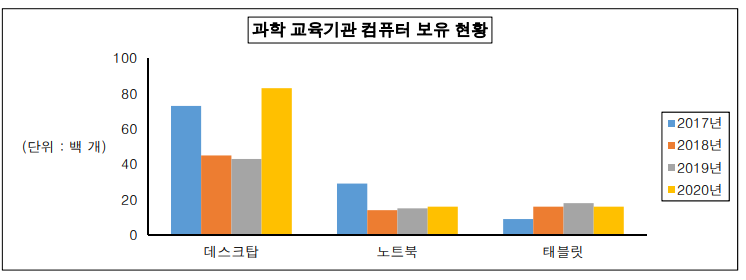 과학 교육기관 컴퓨터 보유 현황
100
80
60
40
20
0
(단위 : 백 개)
데스크탑 노트북 태블릿
2017년
2018년
2019년
2020년